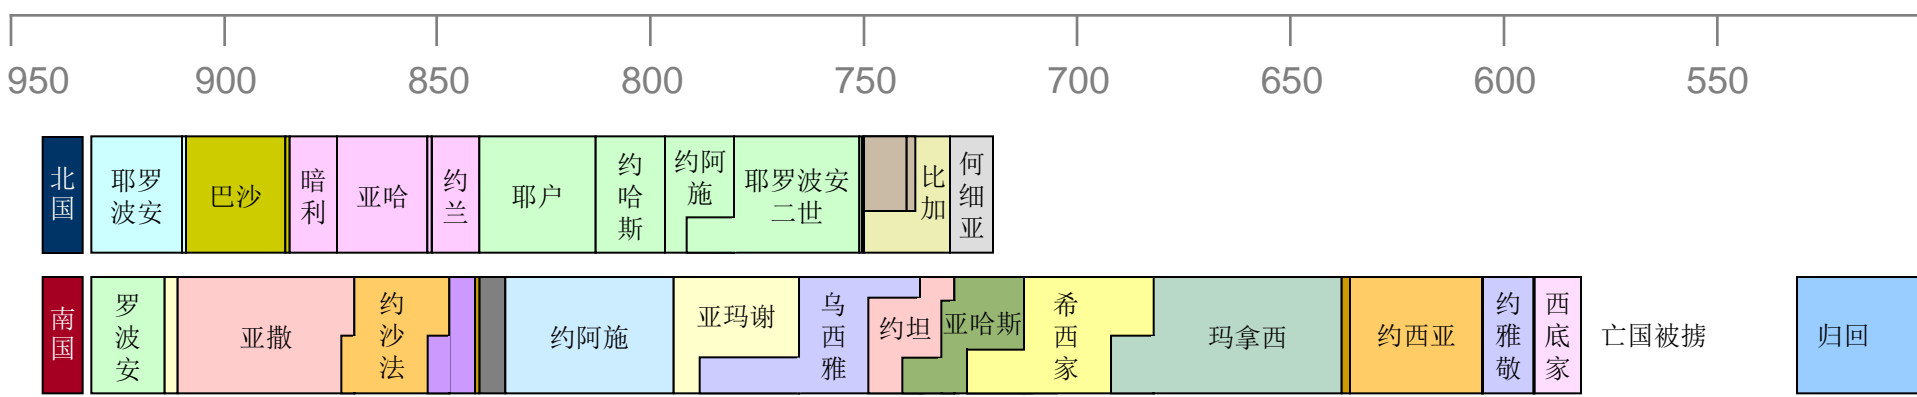 950 900 850 800 750 700 650 600 550
北国
耶罗波安
巴沙
暗利
亚哈
约兰
耶户
约哈斯
约阿施
耶罗波安二世
比加
何细亚
南国
罗波安
亚撒
约沙法
约阿施
亚玛谢
乌西雅
约坦
亚哈斯
希西家
玛拿西
约西亚
约雅敬
西底家
亡国被掳
归回